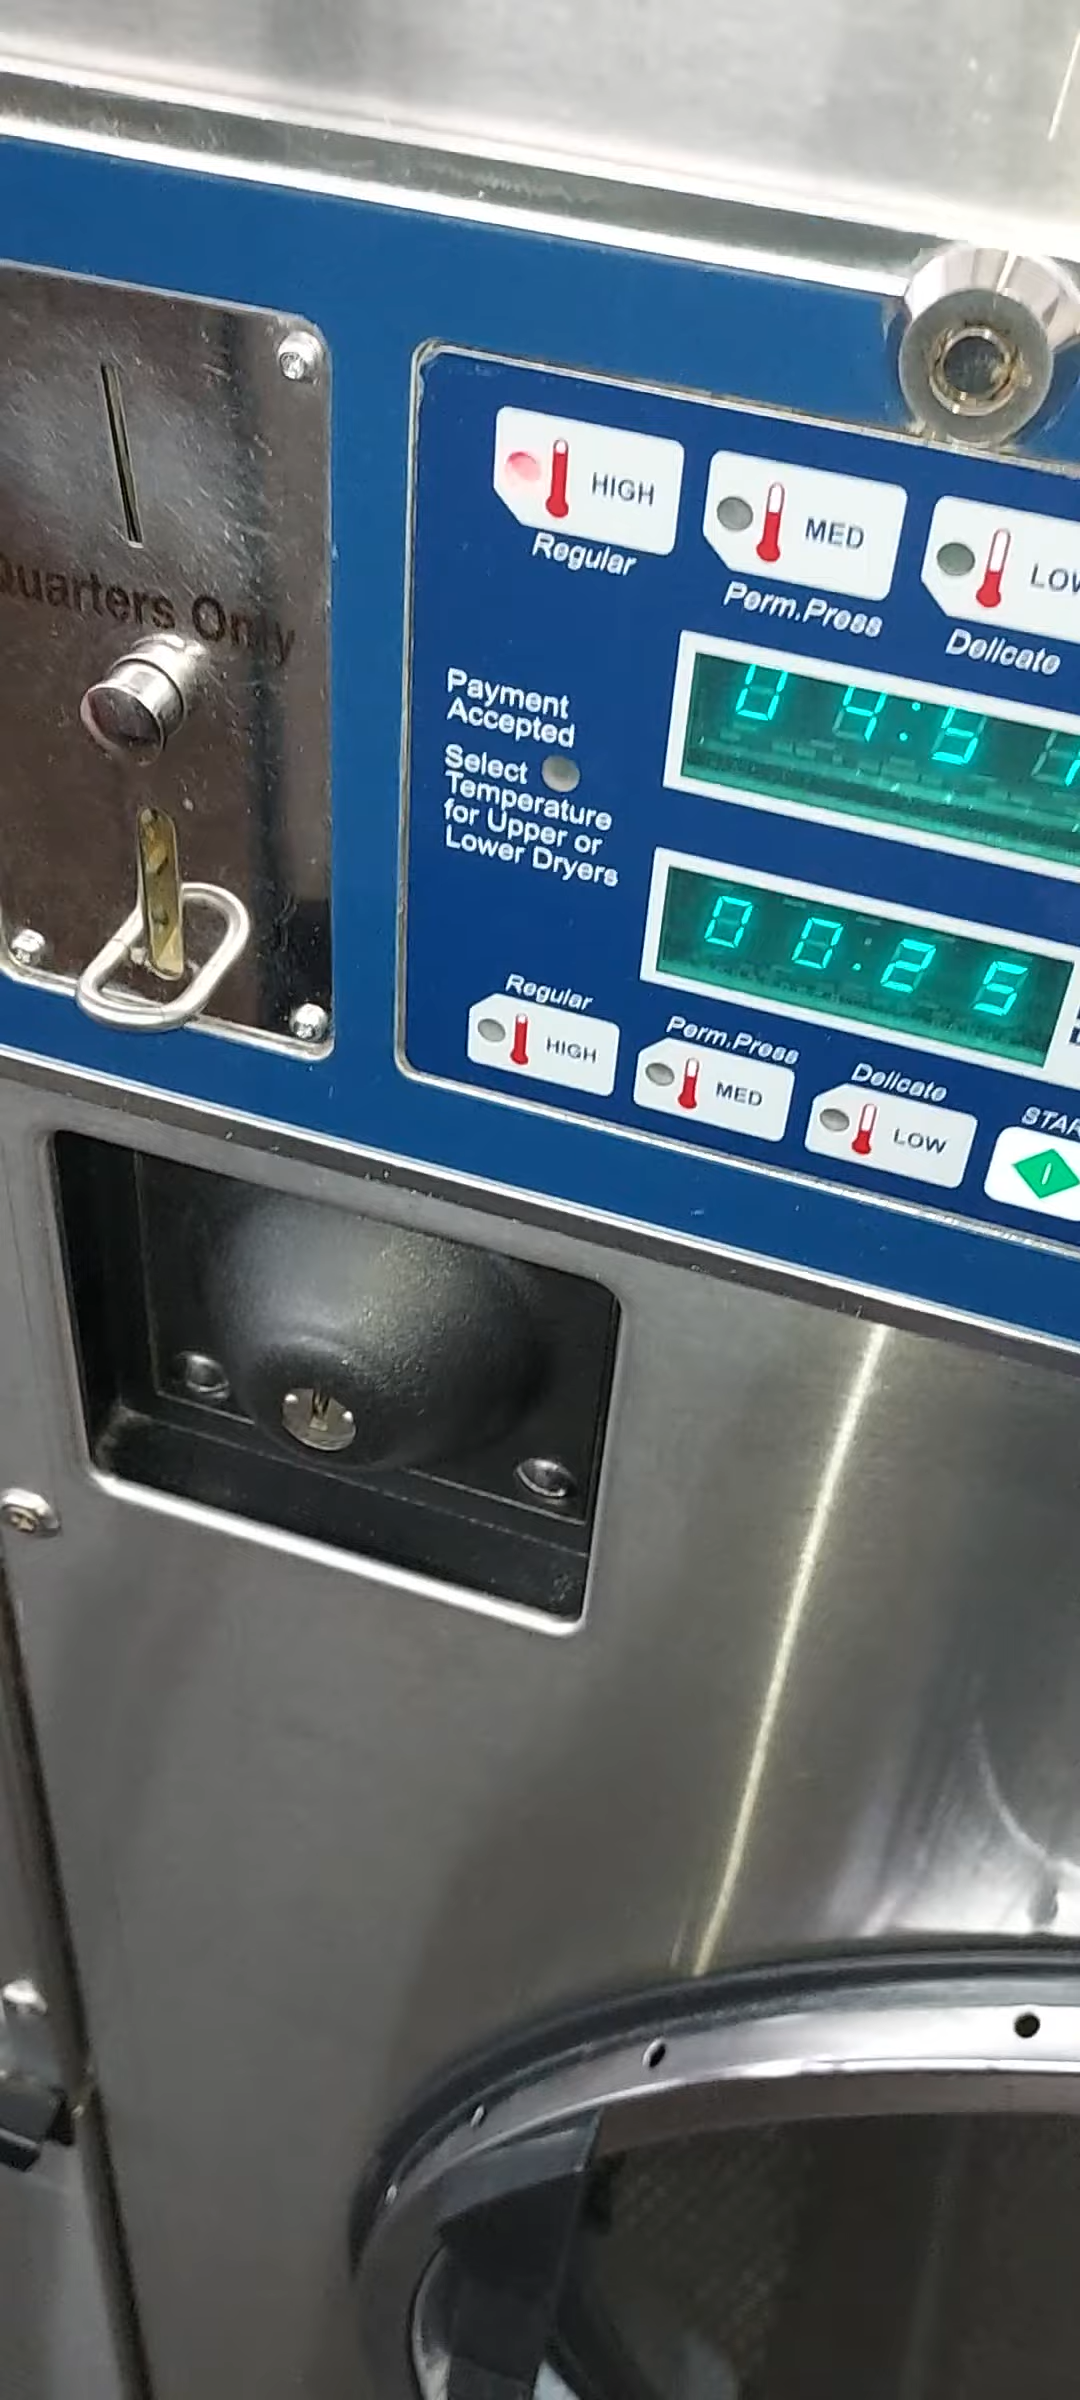 Quarters Only
HIGH
MED
LOW
Regular
Perm.Press
Delicate
Payment
Accepted
Select
Temperature
for Upper or
Lower Dryers
00:25
Regular
Perm.Press
Delicate
HIGH
MED
LOW